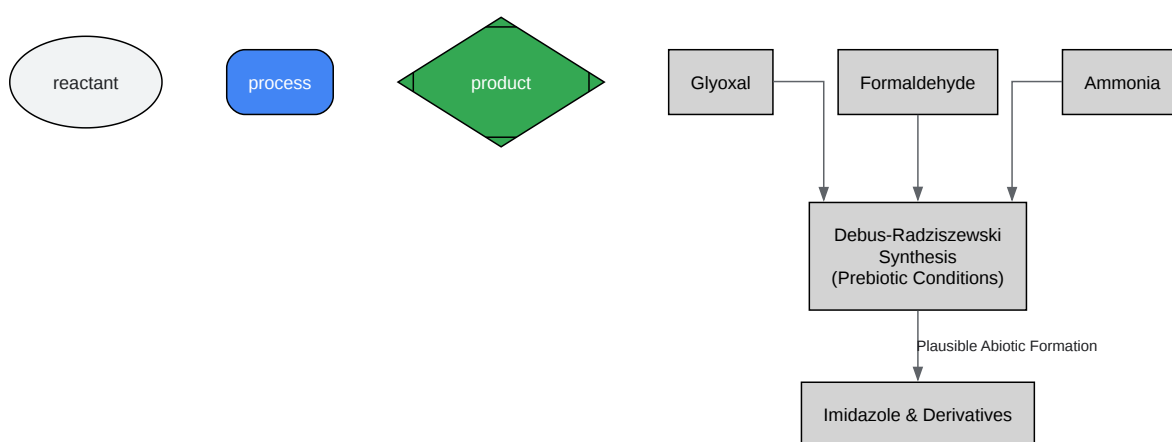 reactant
process
product
Glyoxal
Formaldehyde
Ammonia
Debus-Radziszewski
Synthesis
(Prebiotic Conditions)
Plausible Abiotic Formation
Imidazole & Derivatives